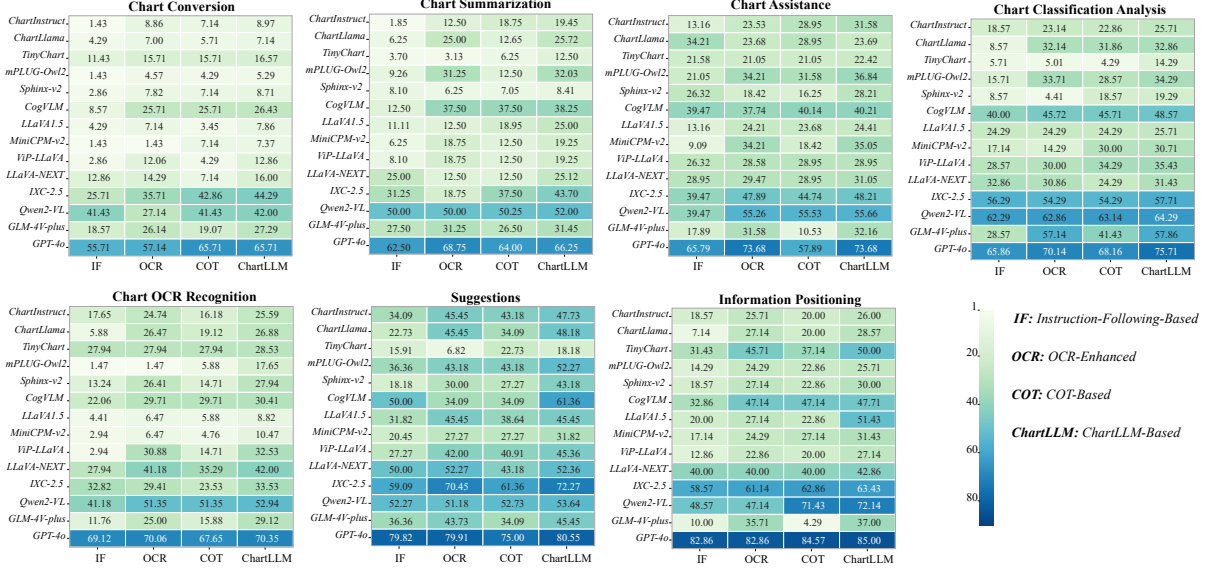 Chart Conversion
ChartInstruct 1.43 8.86 7.14 8.97
ChartLlama 4.29 7.00 5.71 7.14
TinyChart 11.43 15.71 15.71 16.57
mPLUG-Owl2 1.43 4.57 4.29 5.29
Sphinx-v2 2.86 7.82 7.14 8.71
CogVLM 8.57 25.71 25.71 26.43
LLaVA1.5 4.29 7.14 3.45 7.86
MiniCPM-v2 1.43 1.43 7.14 7.37
ViP-LLaVA 2.86 12.06 4.29 12.86
LLaVA-NEXT 12.86 14.29 7.14 16.00
IXC-2.5 25.71 35.71 42.86 44.29
Qwen2-VL 41.43 27.14 41.43 42.00
GLM-4V-plus 18.57 26.14 19.07 27.29
GPT-4o 55.71 57.14 65.71 65.71
IF OCR COT ChartLLM
Chart Summarization
ChartInstruct 1.85 12.50 18.75 19.45
ChartLlama 6.25 25.00 12.65 25.72
TinyChart 3.70 3.13 6.25 12.50
mPLUG-Owl2 9.26 31.25 12.50 32.03
Sphinx-v2 8.10 6.25 7.05 8.41
CogVLM 12.50 37.50 37.50 38.25
LLaVA1.5 11.11 12.50 18.95 25.00
MiniCPM-v2 6.25 18.75 12.50 19.25
ViP-LLaVA 8.10 18.75 12.50 19.25
LLaVA-NEXT 25.00 12.50 12.50 25.12
IXC-2.5 31.25 18.75 37.50 43.70
Qwen2-VL 50.00 50.00 50.25 52.00
GLM-4V-plus 27.50 31.25 26.50 31.45
GPT-4o 62.50 68.75 64.00 66.25
IF OCR COT ChartLLM
Chart Assistance
ChartInstruct 13.16 23.53 28.95 31.58
ChartLlama 34.21 23.68 28.95 23.69
TinyChart 21.58 21.05 21.05 22.42
mPLUG-Owl2 21.05 34.21 31.58 36.84
Sphinx-v2 26.32 18.42 16.25 28.21
CogVLM 39.47 37.74 40.14 40.21
LLaVA1.5 13.16 24.21 23.68 24.41
MiniCPM-v2 9.09 34.21 18.42 35.05
ViP-LLaVA 26.32 28.58 28.95 28.95
LLaVA-NEXT 28.95 29.47 28.95 31.05
IXC-2.5 39.47 47.89 44.74 48.21
Qwen2-VL 39.47 55.26 55.53 55.66
GLM-4V-plus 17.89 31.58 10.53 32.16
GPT-4o 65.79 73.68 57.89 73.68
IF OCR COT ChartLLM
Chart Classification Analysis
ChartInstruct 18.57 23.14 22.86 25.71
ChartLlama 8.57 32.14 31.86 32.86
TinyChart 5.71 5.01 4.29 14.29
mPLUG-Owl2 15.71 33.71 28.57 34.29
Sphinx-v2 8.57 4.41 18.57 19.29
CogVLM 40.00 45.72 45.71 48.57
LLaVA1.5 24.29 24.29 24.29 25.71
MiniCPM-v2 17.14 14.29 30.00 30.71
ViP-LLaVA 28.57 30.00 34.29 35.43
LLaVA-NEXT 32.86 30.86 24.29 31.43
IXC-2.5 56.29 54.29 54.29 57.71
Qwen2-VL 62.29 62.86 63.14 64.29
GLM-4V-plus 28.57 57.14 41.43 57.86
GPT-4o 65.86 70.14 68.16 75.71
IF OCR COT ChartLLM
Chart OCR Recognition
ChartInstruct 17.65 24.74 16.18 25.59
ChartLlama 5.88 26.47 19.12 26.88
TinyChart 27.94 27.94 27.94 28.53
mPLUG-Owl2 1.47 1.47 5.88 17.65
Sphinx-v2 13.24 26.41 14.71 27.94
CogVLM 22.06 29.71 29.71 30.41
LLaVA1.5 4.41 6.47 5.88 8.82
MiniCPM-v2 2.94 6.47 4.76 10.47
ViP-LLaVA 2.94 30.88 14.71 32.53
LLaVA-NEXT 27.94 41.18 35.29 42.00
IXC-2.5 32.82 29.41 23.53 33.53
Qwen2-VL 41.18 51.35 51.35 52.94
GLM-4V-plus 11.76 25.00 15.88 29.12
GPT-4o 69.12 70.06 67.65 70.35
IF OCR COT ChartLLM
Suggestions
ChartInstruct 34.09 45.45 43.18 47.73
ChartLlama 22.73 45.45 34.09 48.18
TinyChart 15.91 6.82 22.73 18.18
mPLUG-Owl2 36.36 43.18 43.18 52.27
Sphinx-v2 18.18 30.00 27.27 43.18
CogVLM 50.00 34.09 34.09 61.36
LLaVA1.5 31.82 45.45 38.64 45.45
MiniCPM-v2 20.45 27.27 27.27 31.82
ViP-LLaVA 27.27 42.00 40.91 45.36
LLaVA-NEXT 50.00 52.27 43.18 52.36
IXC-2.5 59.09 70.45 61.36 72.27
Qwen2-VL 52.27 51.18 52.73 53.64
GLM-4V-plus 36.36 43.73 34.09 45.45
GPT-4o 79.82 79.91 75.00 80.55
IF OCR COT ChartLLM
Information Positioning
ChartInstruct 18.57 25.71 20.00 26.00
ChartLlama 7.14 27.14 20.00 28.57
TinyChart 31.43 45.71 37.14 50.00
mPLUG-Owl2 14.29 29.29 22.86 25.71
Sphinx-v2 18.57 27.14 22.86 30.00
CogVLM 32.86 47.14 47.14 47.71
LLaVA1.5 20.00 27.14 22.86 51.43
MiniCPM-v2 17.14 24.29 27.14 31.43
ViP-LLaVA 12.86 22.86 20.00 27.14
LLaVA-NEXT 40.00 40.00 40.00 42.86
IXC-2.5 58.57 61.14 62.86 63.43
Qwen2-VL 48.57 47.14 71.43 72.14
GLM-4V-plus 10.00 35.71 4.29 37.00
GPT-4o 82.86 82.86 84.57 85.00
IF OCR COT ChartLLM
1
20
40
60
80
IF: Instruction-Following-Based
OCR: OCR-Enhanced
COT: COT-Based
ChartLLM: ChartLLM-Based